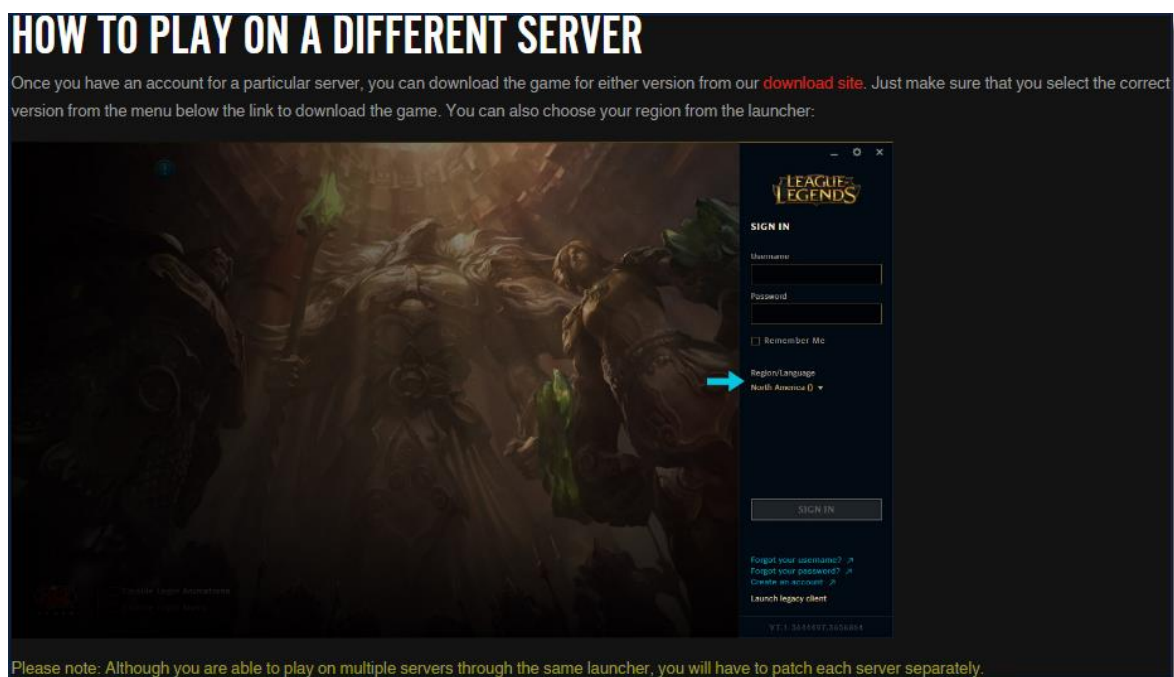 HOW TO PLAY ON A DIFFERENT SERVER
Once you have an account for a particular server, you can download the game for either version from our download site. Just make sure that you select the correct
version from the menu below the link to download the game. You can also choose your region from the launcher:
LEAGUE OF
LEGENDS
SIGN IN
Username
Password
Remember Me
Region/Language
North America ()
SIGN IN
Forgot your username?
Forgot your password?
Create an account
Launch legacy client
Please note: Although you are able to play on multiple servers through the same launcher, you will have to patch each server separately.